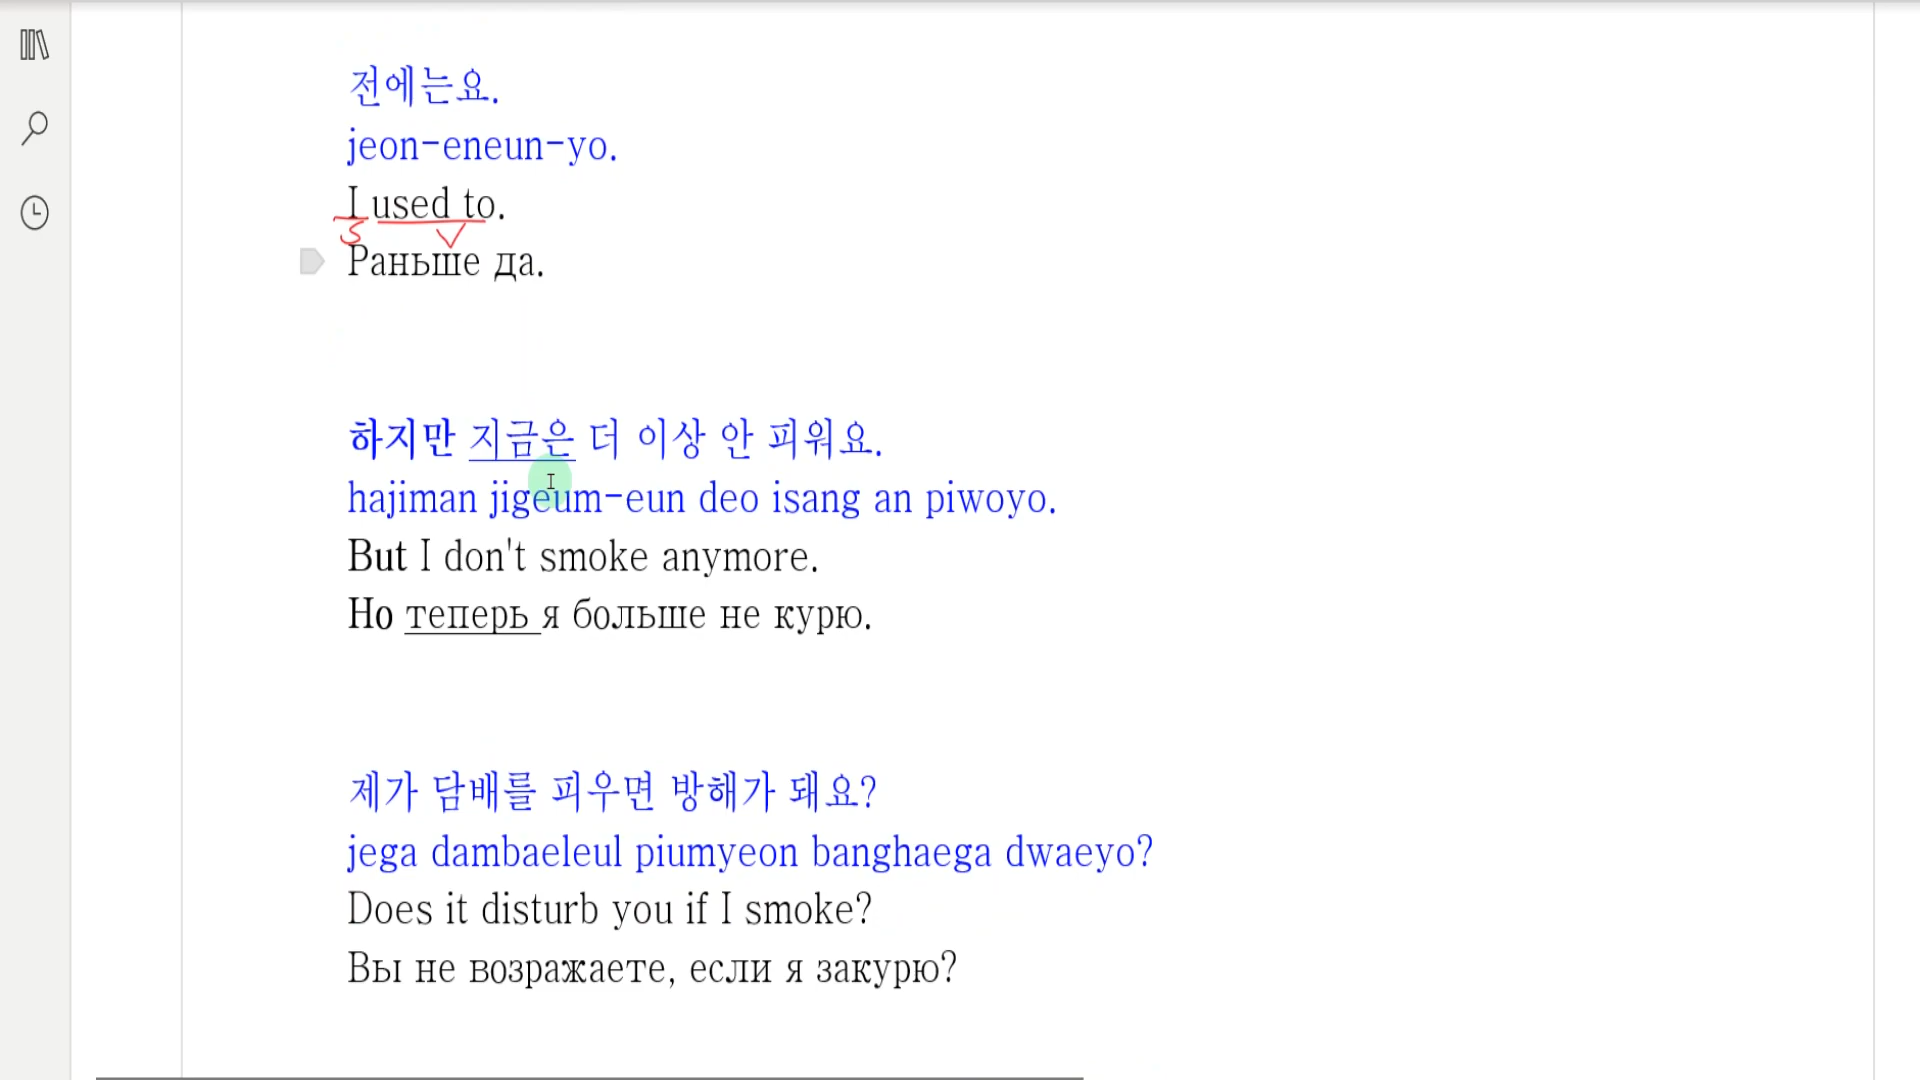 전에는요.
jeon-eneun-yo.
I used to.
S V
Раньше да.
하지만 지금은 더 이상 안 피워요.
hajiman jigeum-eun deo isang an piwoyo.
But I don't smoke anymore.
Но теперь я больше не курю.
제가 담배를 피우면 방해가 돼요?
jega dambaeleul piumyeon banghaega dwaeyo?
Does it disturb you if I smoke?
Вы не возражаете, если я закурю?